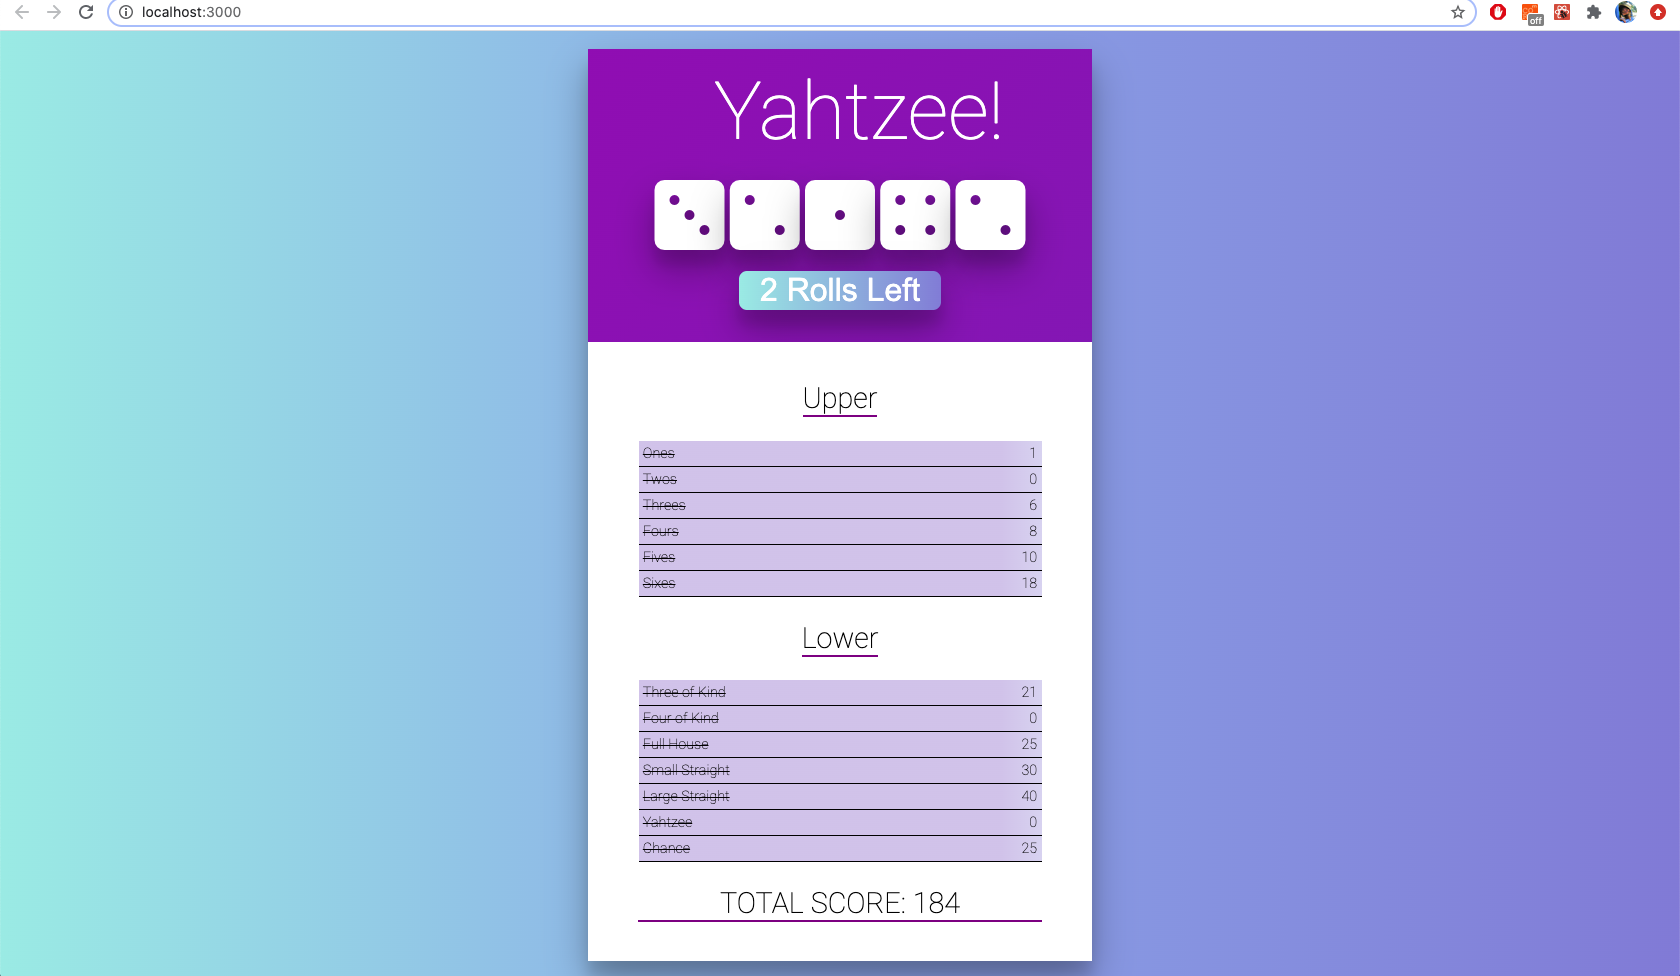 localhost:3000
off
Yahtzee!
2 Rolls Left
Upper
Ones 1
Twos 0
Threes 6
Fours 8
Fives 10
Sixes 18
Lower
Three of Kind 21
Four of Kind 0
Full House 25
Small Straight 30
Large Straight 40
Yahtzee 0
Chance 25
TOTAL SCORE: 184